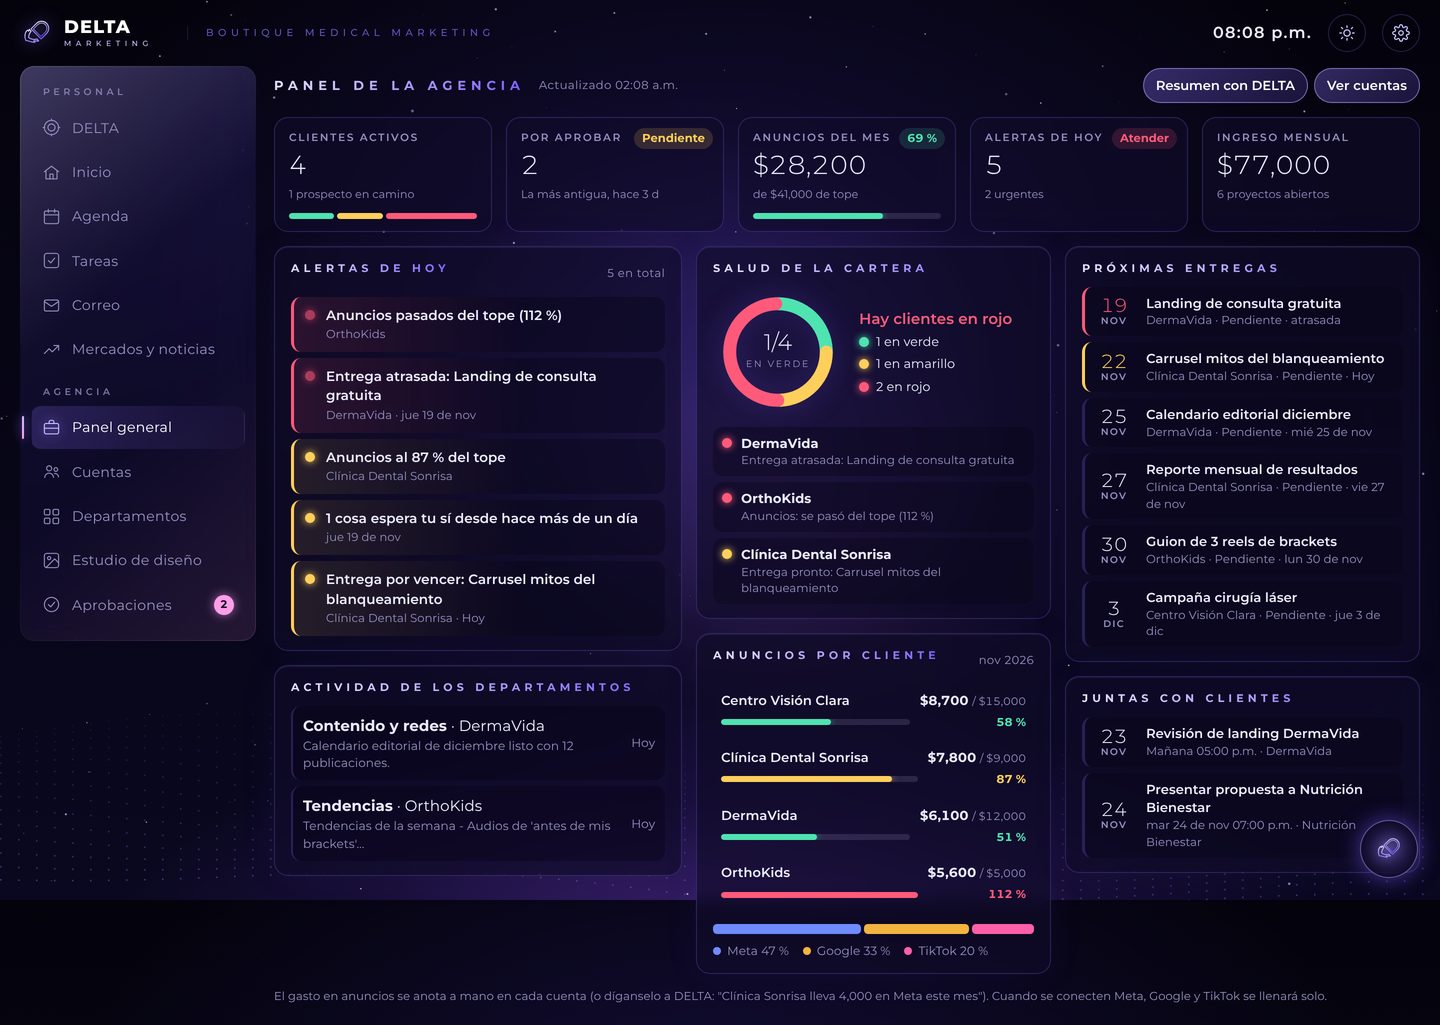 DELTA
MARKETING
BOUTIQUE MEDICAL MARKETING
08:08 p.m.
PERSONAL
DELTA
Inicio
Agenda
Tareas
Correo
Mercados y noticias
AGENCIA
Panel general
Cuentas
Departamentos
Estudio de diseño
Aprobaciones
2
PANEL DE LA AGENCIA
Actualizado 02:08 a.m.
Resumen con DELTA
Ver cuentas
CLIENTES ACTIVOS
4
1 prospecto en camino
POR APROBAR
Pendiente
2
La más antigua, hace 3 d
ANUNCIOS DEL MES
69 %
$28,200
de $41,000 de tope
ALERTAS DE HOY
Atender
5
2 urgentes
INGRESO MENSUAL
$77,000
6 proyectos abiertos
ALERTAS DE HOY
5 en total
Anuncios pasados del tope (112 %)
OrthoKids
Entrega atrasada: Landing de consulta
gratuita
DermaVida · jue 19 de nov
Anuncios al 87 % del tope
Clínica Dental Sonrisa
1 cosa espera tu sí desde hace más de un día
jue 19 de nov
Entrega por vencer: Carrusel mitos del
blanqueamiento
Clínica Dental Sonrisa · Hoy
ACTIVIDAD DE LOS DEPARTAMENTOS
Contenido y redes · DermaVida
Calendario editorial de diciembre listo con 12
publicaciones.
Hoy
Tendencias · OrthoKids
Tendencias de la semana - Audios de 'antes de mis
brackets'...
Hoy
SALUD DE LA CARTERA
1/4
EN VERDE
Hay clientes en rojo
1 en verde
1 en amarillo
2 en rojo
DermaVida
Entrega atrasada: Landing de consulta gratuita
OrthoKids
Anuncios: se pasó del tope (112 %)
Clínica Dental Sonrisa
Entrega pronto: Carrusel mitos del
blanqueamiento
ANUNCIOS POR CLIENTE
nov 2026
Centro Visión Clara
$8,700 / $15,000
58 %
Clínica Dental Sonrisa
$7,800 / $9,000
87 %
DermaVida
$6,100 / $12,000
51 %
OrthoKids
$5,600 / $5,000
112 %
Meta 47 %
Google 33 %
TikTok 20 %
PRÓXIMAS ENTREGAS
19
NOV
Landing de consulta gratuita
DermaVida · Pendiente · atrasada
22
NOV
Carrusel mitos del blanqueamiento
Clínica Dental Sonrisa · Pendiente · Hoy
25
NOV
Calendario editorial diciembre
DermaVida · Pendiente · mié 25 de nov
27
NOV
Reporte mensual de resultados
Clínica Dental Sonrisa · Pendiente · vie 27
de nov
30
NOV
Guion de 3 reels de brackets
OrthoKids · Pendiente · lun 30 de nov
3
DIC
Campaña cirugía láser
Centro Visión Clara · Pendiente · jue 3 de
dic
JUNTAS CON CLIENTES
23
NOV
Revisión de landing DermaVida
Mañana 05:00 p.m. · DermaVida
24
NOV
Presentar propuesta a Nutrición
Bienestar
mar 24 de nov 07:00 p.m. · Nutrición
Bienestar
El gasto en anuncios se anota a mano en cada cuenta (o díganselo a DELTA: "Clínica Sonrisa lleva 4,000 en Meta este mes"). Cuando se conecten Meta, Google y TikTok se llenará solo.